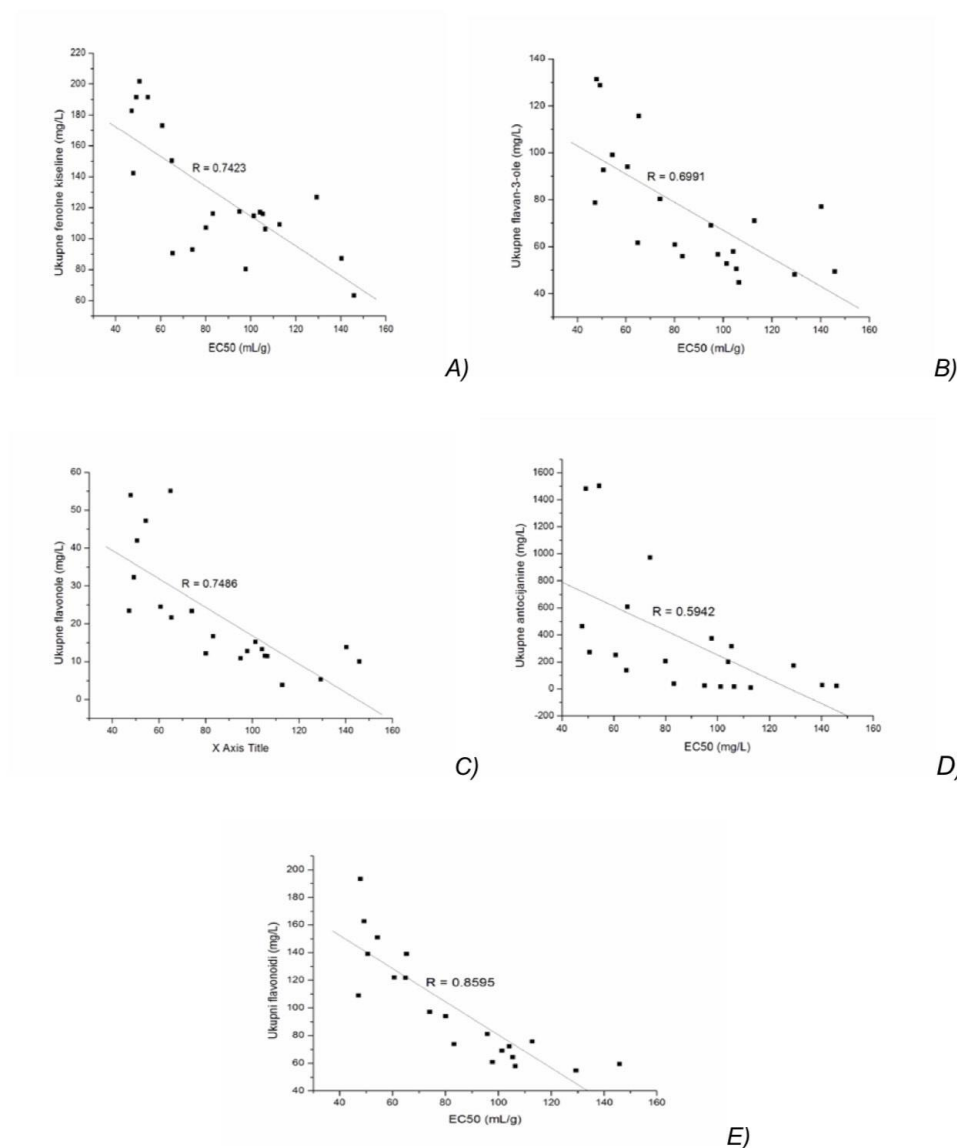 220
200
180
160
140
120
100
80
60
Ukupne fenolne kiseline (mg/L)
R = 0.7423
40 60 80 100 120 140 160
EC50 (mL/g)
A)
140
120
100
80
60
40
Ukupne flavan-3-ole (mg/L)
R = 0.6991
40 60 80 100 120 140 160
EC50 (mL/g)
B)
60
50
40
30
20
10
0
Ukupne flavonole (mg/L)
R = 0.7486
40 60 80 100 120 140 160
X Axis Title
C)
1600
1400
1200
1000
800
600
400
200
0
-200
Ukupne antocijanine (mg/L)
R = 0.5942
40 60 80 100 120 140 160
EC50 (mg/L)
D)
200
180
160
140
120
100
80
60
40
Ukupni flavonoidi (mg/L)
R = 0.8595
40 60 80 100 120 140 160
EC50 (mL/g)
E)